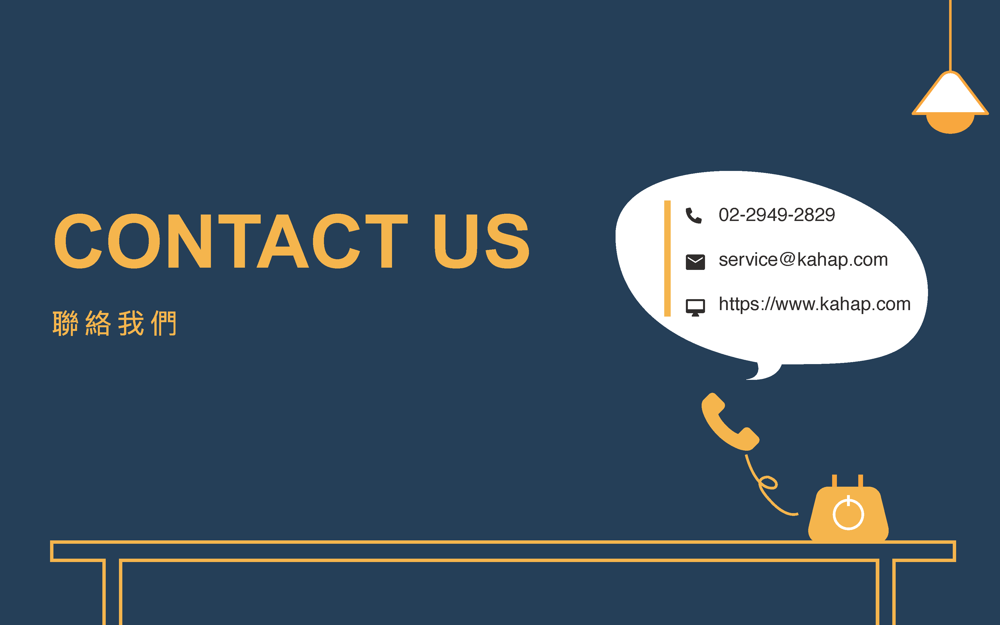 CONTACT US
聯絡我們
02-2949-2829
service@kahap.com
https://www.kahap.com